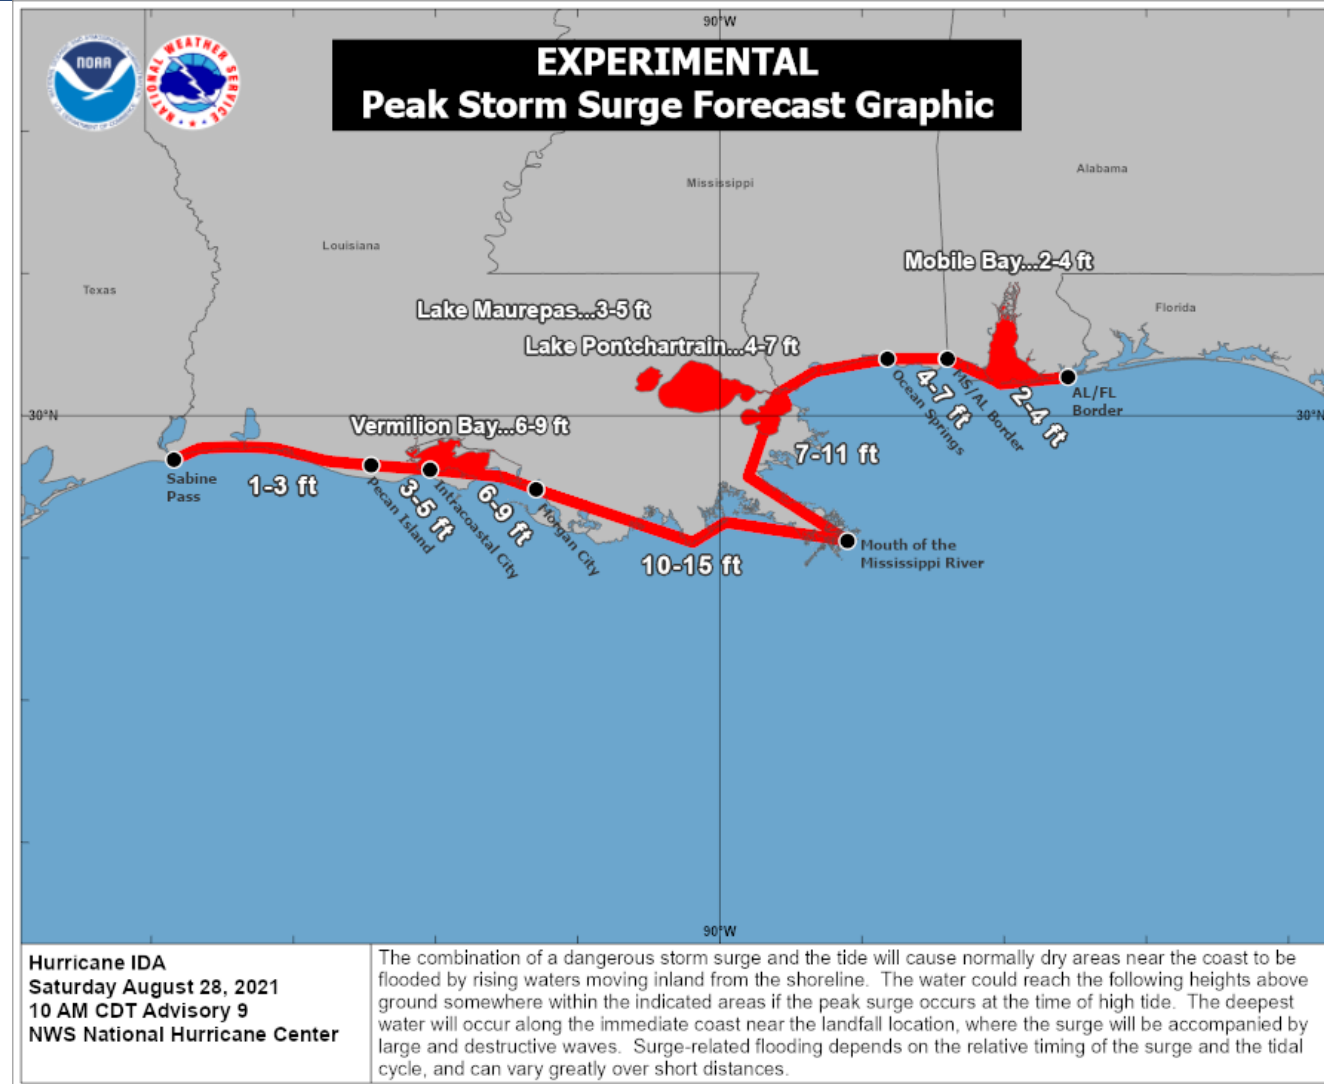 90°W
EXPERIMENTAL
Peak Storm Surge Forecast Graphic
NOAA
NATIONAL WEATHER SERVICE
Alabama
Mississippi
Louisiana
Mobile Bay...2-4 ft
Texas
Lake Maurepas...3-5 ft
Florida
Lake Pontchartrain...4-7 ft
30°N
30°N
Vermilion Bay...6-9 ft
Ocean Springs
4-7 ft
MS/AL Border
2-4 ft
AL/FL
Border
7-11 ft
Sabine
Pass
1-3 ft
Pecan Island
3-5 ft
Intracoastal City
6-9 ft
Morgan City
10-15 ft
Mouth of the
Mississippi River
90°W
Hurricane IDA
Saturday August 28, 2021
10 AM CDT Advisory 9
NWS National Hurricane Center
The combination of a dangerous storm surge and the tide will cause normally dry areas near the coast to be
flooded by rising waters moving inland from the shoreline.  The water could reach the following heights above
ground somewhere within the indicated areas if the peak surge occurs at the time of high tide.  The deepest
water will occur along the immediate coast near the landfall location, where the surge will be accompanied by
large and destructive waves.  Surge-related flooding depends on the relative timing of the surge and the tidal
cycle, and can vary greatly over short distances.